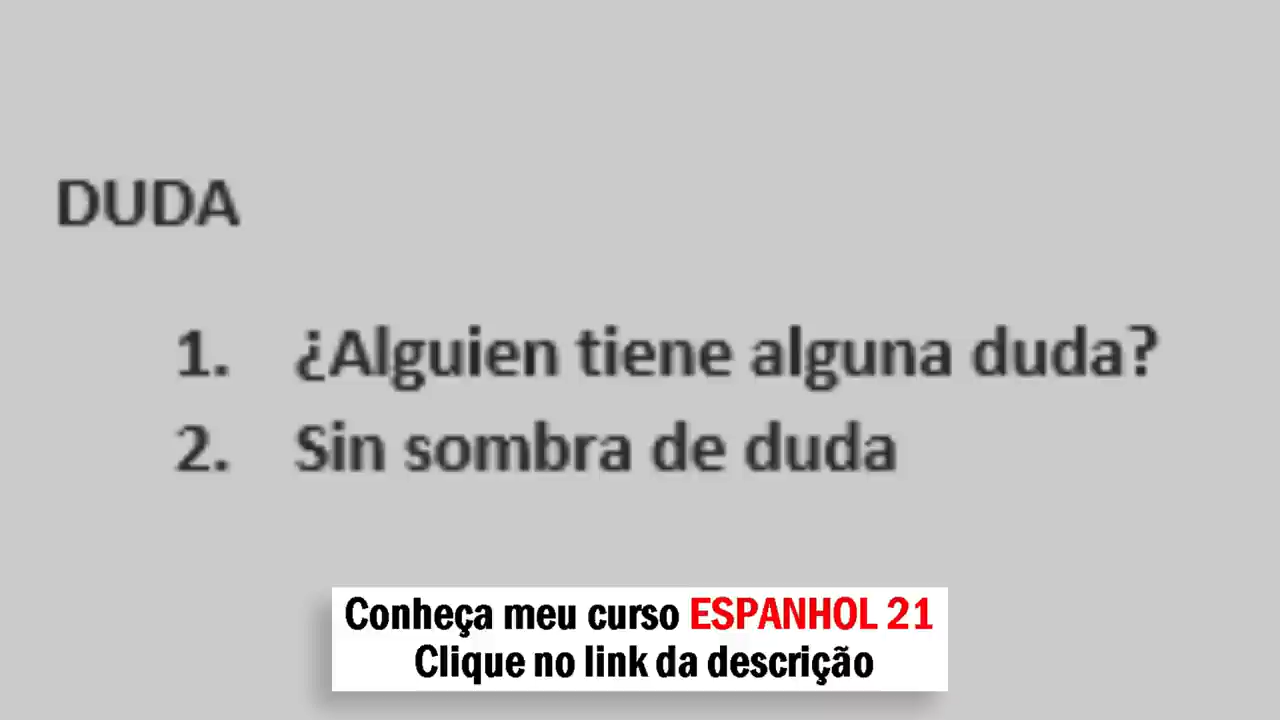 DUDA
1. ¿Alguien tiene alguna duda?
2. Sin sombra de duda
Conheça meu curso ESPANHOL 21
Clique no link da descrição